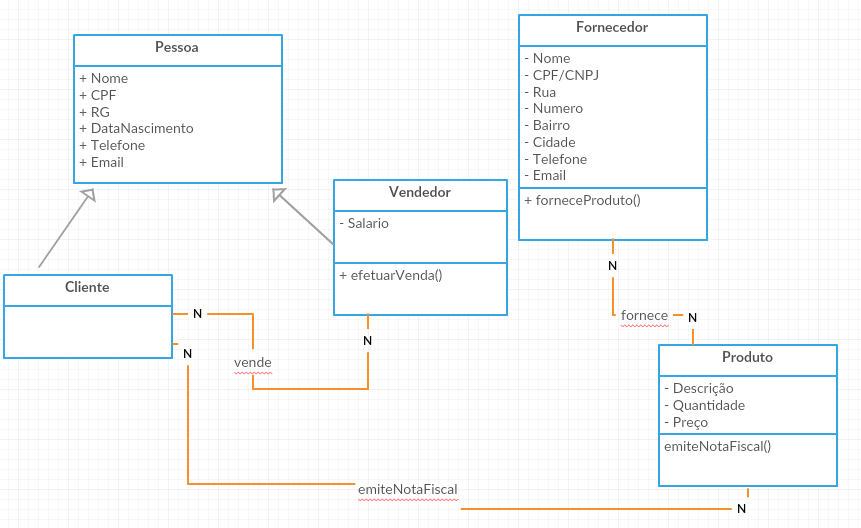 Pessoa
+ Nome
+ CPF
+ RG
+ DataNascimento
+ Telefone
+ Email
Fornecedor
- Nome
- CPF/CNPJ
- Rua
- Numero
- Bairro
- Cidade
- Telefone
- Email
+ forneceProduto()
Vendedor
- Salario
+ efetuarVenda()
Cliente
N
N
vende
N
N
fornece
N
Produto
- Descrição
- Quantidade
- Preço
emiteNotaFiscal()
emiteNotaFiscal
N